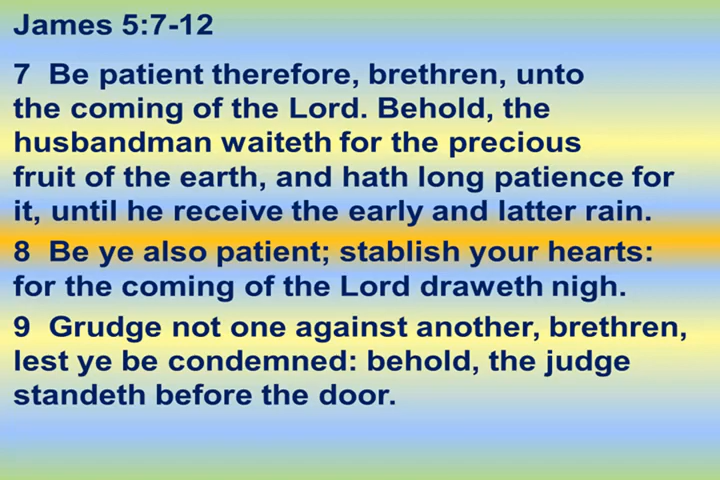 James 5:7-12
7 Be patient therefore, brethren, unto
the coming of the Lord. Behold, the
husbandman waiteth for the precious
fruit of the earth, and hath long patience for
it, until he receive the early and latter rain.
8 Be ye also patient; stablish your hearts:
for the coming of the Lord draweth nigh.
9 Grudge not one against another, brethren,
lest ye be condemned: behold, the judge
standeth before the door.